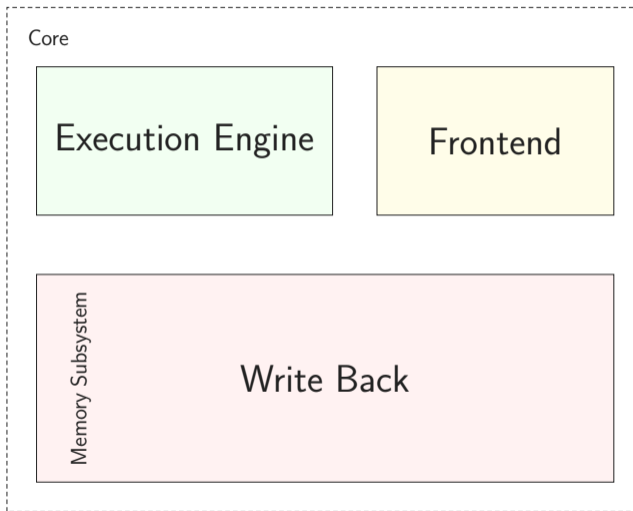 Core
Execution Engine
Frontend
Memory Subsystem
Write Back